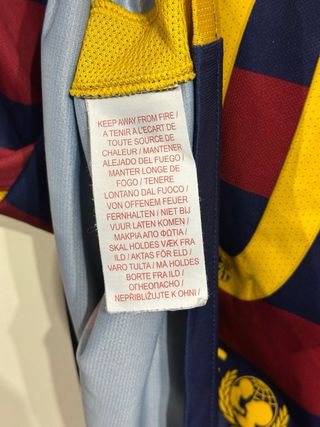 KEEP AWAY FROM FIRE /
A TENIR A L'ECART DE
TOUTE SOURCE DE
CHALEUR / MANTENER
ALEJADO DEL FUEGO /
MANTER LONGE DE
FOGO / TENERE
LONTANO DAL FUOCO /
VON OFFENEM FEUER
FERNHALTEN / NIET BIJ
VUUR LATEN KOMEN /
ΜΑΚΡΙΑ ΑΠΟ ΦΩΤΙΑ /
SKAL HOLDES VÆK FRA
ILD / AKTAS FÖR ELD /
VARO TULTA / MÅ HOLDES
BORTE FRA ILD /
ОГНЕОПАСНО /
NEPŘIBLIŽUJTE K OHNI /